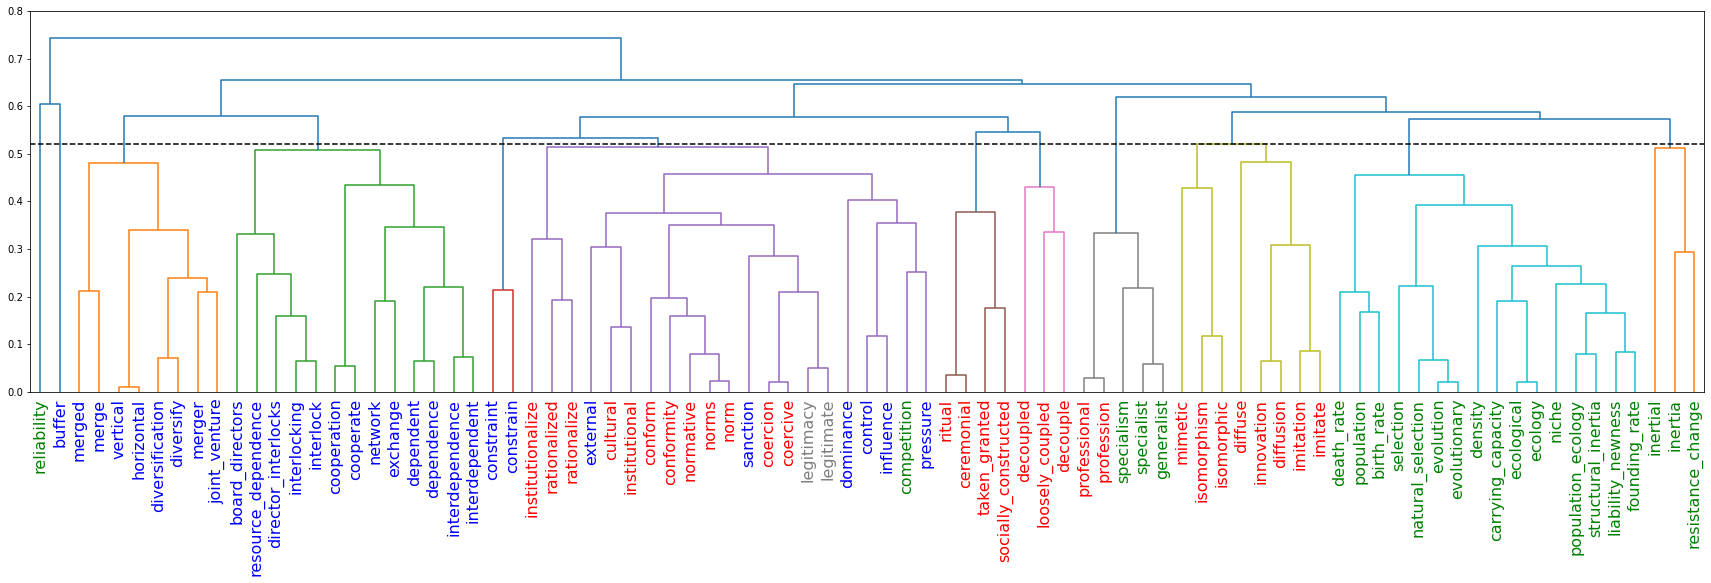 0.8
0.7
0.6
0.5
0.4
0.3
0.2
0.1
0.0
reliability
buffer
merged
merge
vertical
horizontal
diversification
diversify
merger
joint_venture
board_directors
resource_dependence
director_interlocks
interlocking
interlock
cooperation
cooperate
network
exchange
dependent
dependence
interdependence
interdependent
constraint
constrain
institutionalize
rationalized
rationalize
external
cultural
institutional
conform
conformity
normative
norms
norm
sanction
coercion
coercive
legitimacy
legitimate
dominance
control
influence
competition
pressure
ritual
ceremonial
taken_granted
socially_constructed
decoupled
loosely_coupled
decouple
professional
profession
specialism
specialist
generalist
mimetic
isomorphism
isomorphic
diffuse
innovation
diffusion
imitation
imitate
death_rate
population
birth_rate
selection
natural_selection
evolution
evolutionary
density
carrying_capacity
ecological
ecology
niche
population_ecology
structural_inertia
liability_newness
founding_rate
inertial
inertia
resistance_change